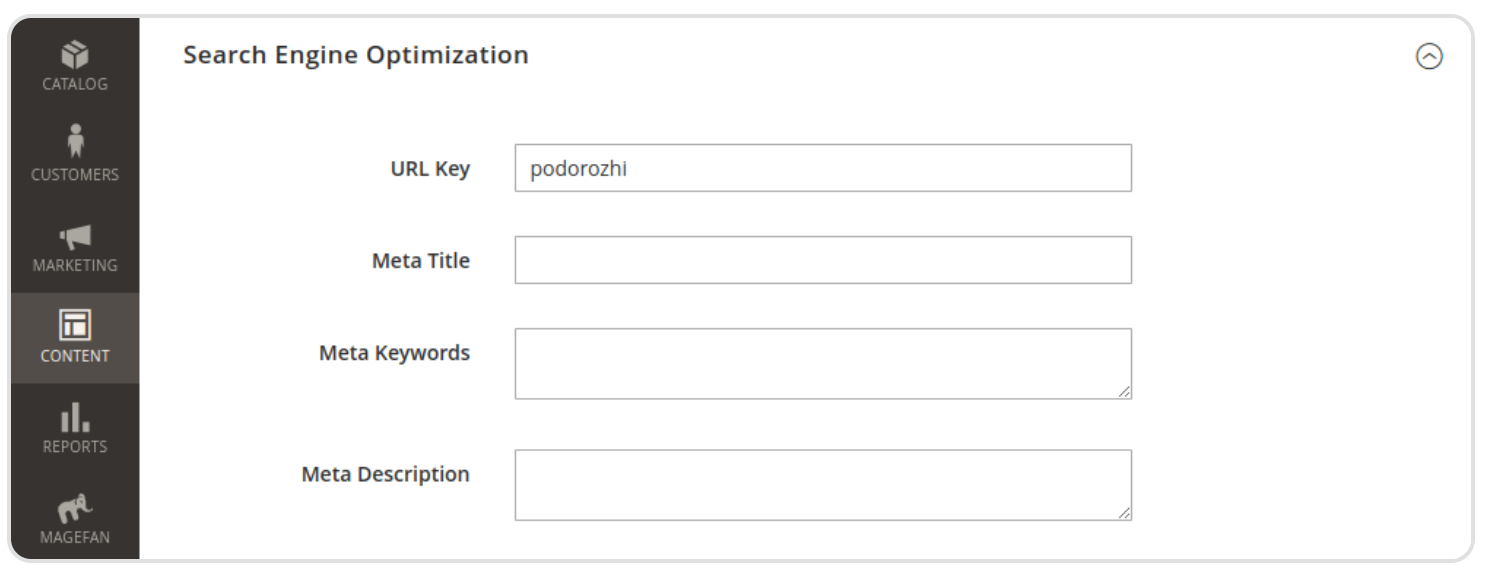 CATALOG
CUSTOMERS
MARKETING
CONTENT
REPORTS
MAGEFAN
Search Engine Optimization
URL Key podorozhi
Meta Title
Meta Keywords
Meta Description